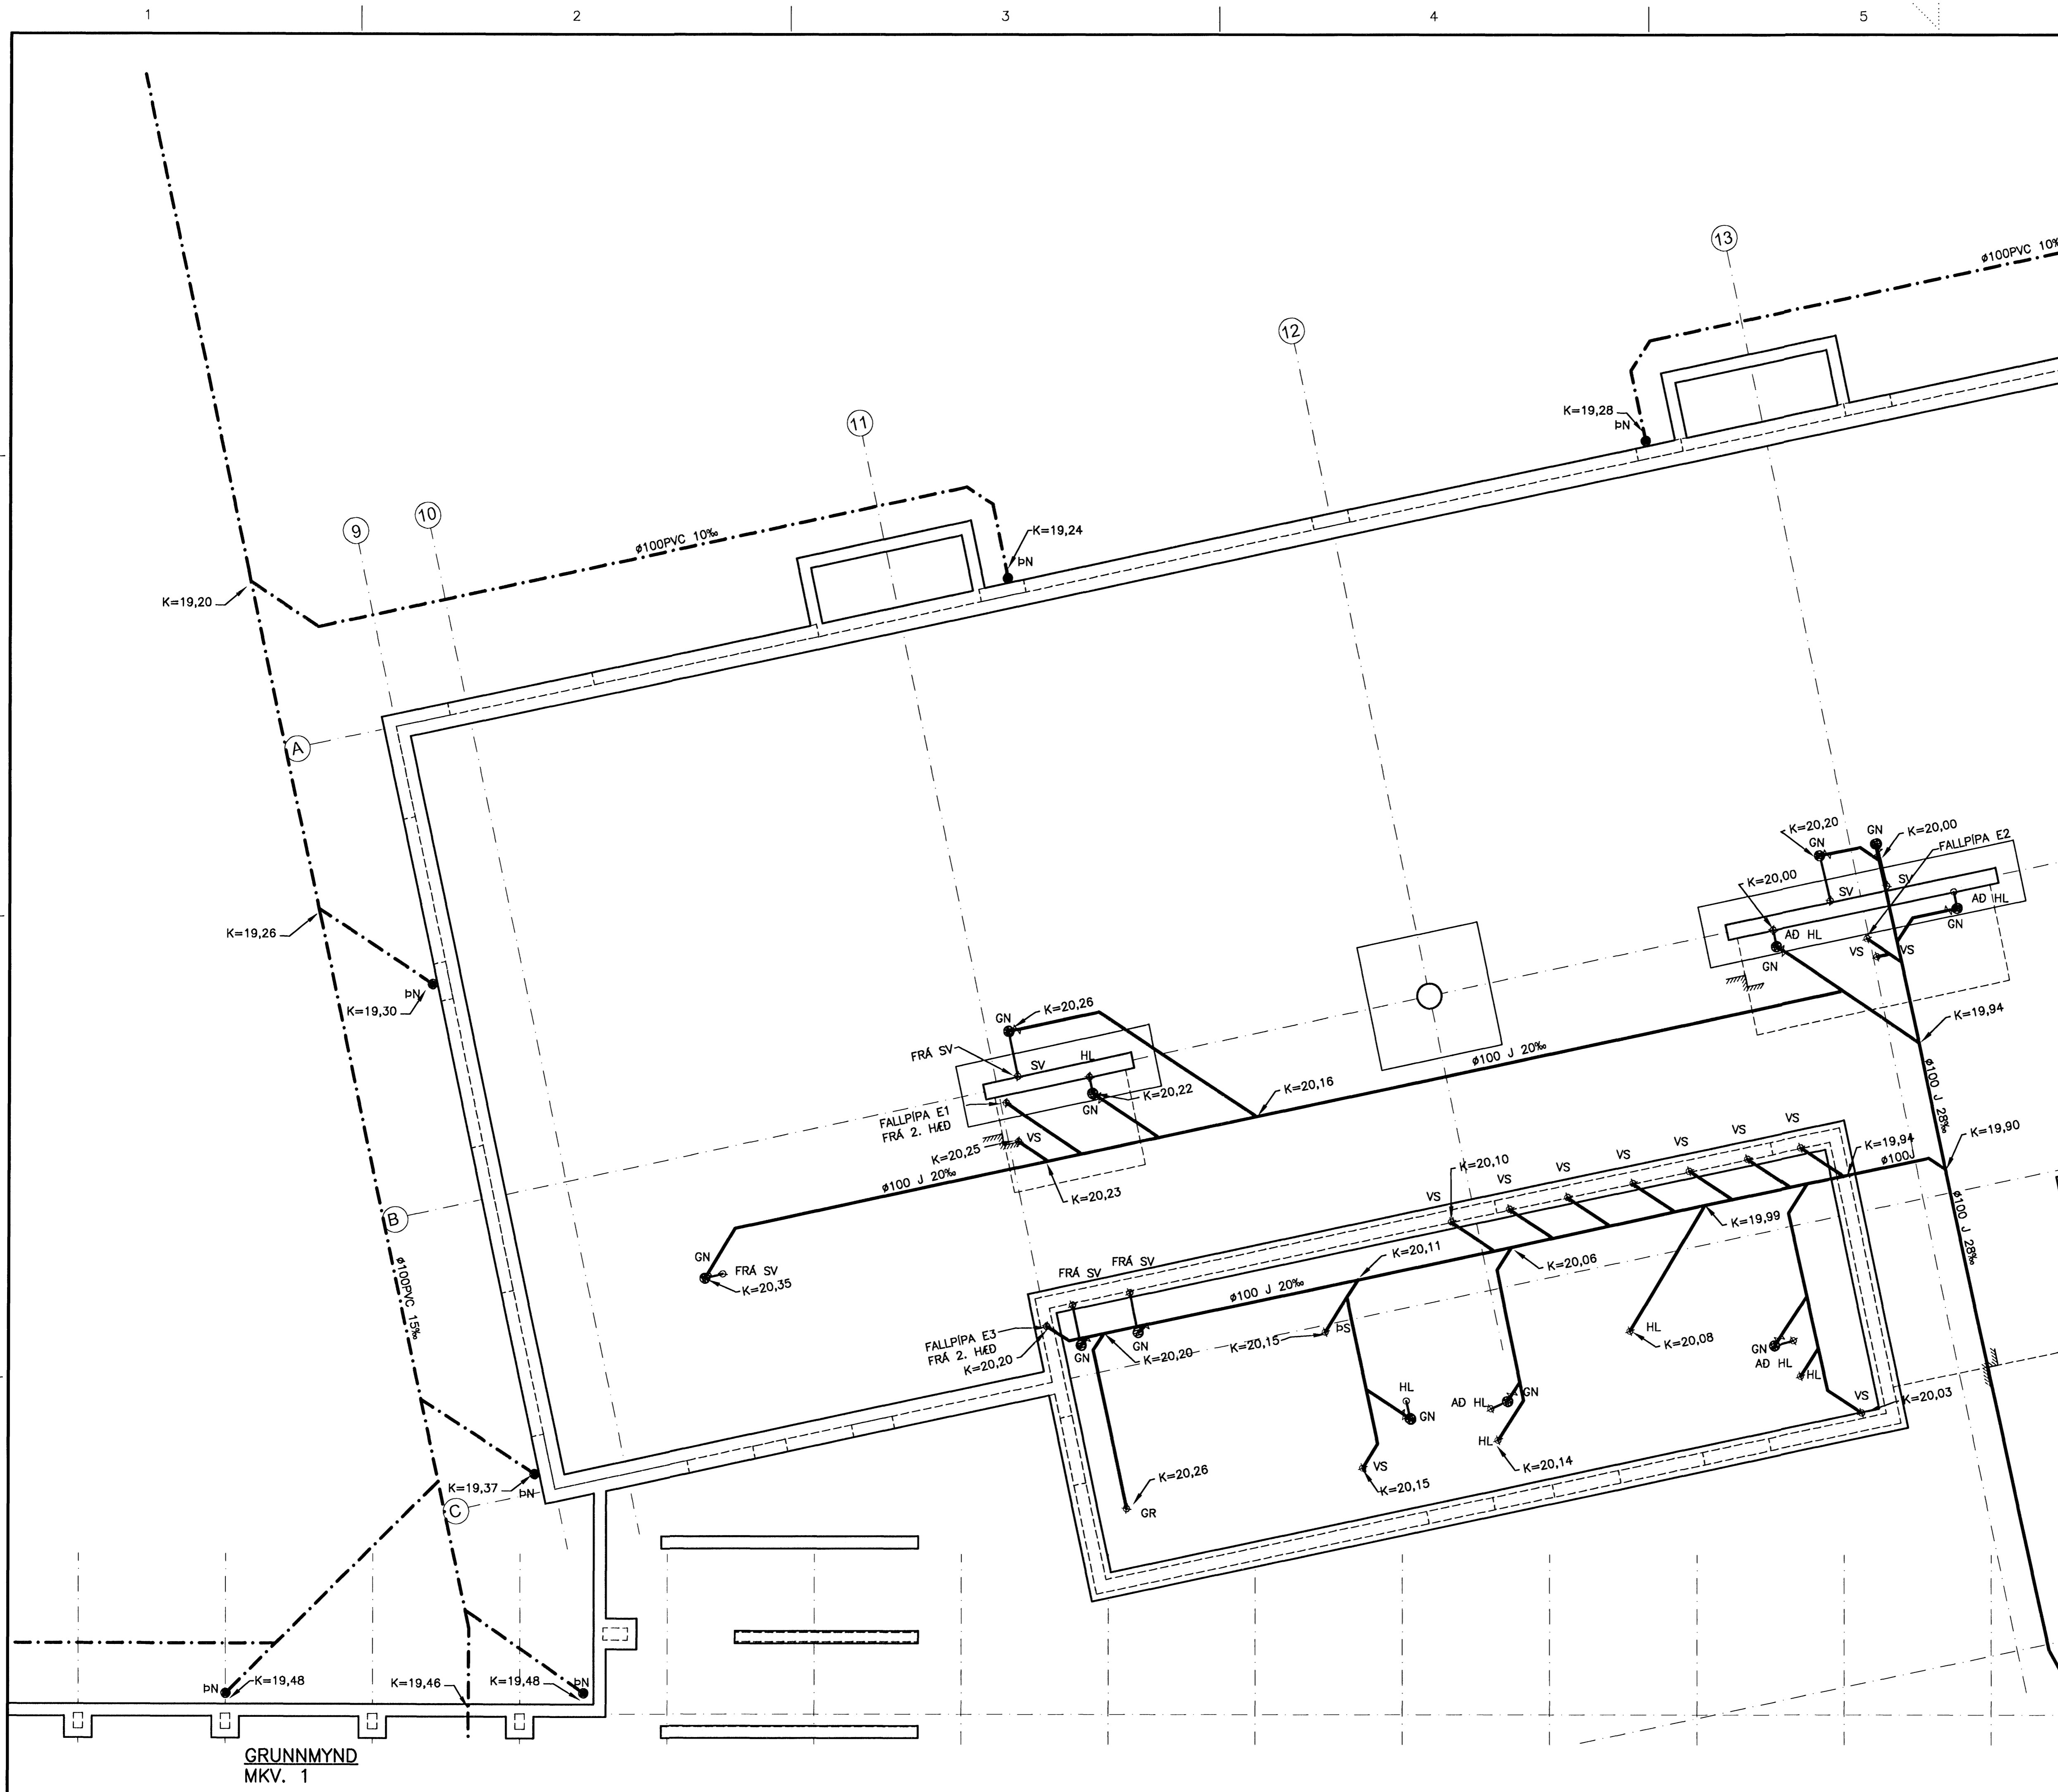 1 2 3 4 5
13
ø100PVC 10‰
12
K=19,28
ÞN
11
10
9
ø100PVC 10‰
K=19,24
ÞN
K=19,20
A
K=20,20
GN
GN
K=20,00
FALLPÍPA E2
K=20,00
SV
SV
AÐ HL
GN
AÐ HL
GN
VS
VS
K=19,26
ÞN
K=19,30
GN
K=20,26
FRÁ SV
SV
HL
K=20,22
GN
FALLPÍPA E1
FRÁ 2. HÆÐ
K=20,25
VS
K=20,23
K=20,16
ø100 J 20‰
K=19,94
ø100 J 28‰
ø100 J 20‰
B
K=19,90
K=19,94
ø100J
VS
VS
VS
VS
VS
VS
VS
K=20,10
K=19,99
ø100 J 28‰
GN
FRÁ SV
K=20,35
ø100PVC 15‰
FRÁ SV
FRÁ SV
K=20,11
K=20,06
ø100 J 20‰
FALLPÍPA E3
FRÁ 2. HÆÐ
K=20,20
GN
GN
K=20,20
K=20,15
ÞS
HL
K=20,08
GN
AÐ HL
HL
HL
GN
AÐ HL
GN
VS
K=20,03
HL
K=20,14
VS
K=20,15
K=20,26
GR
K=19,37
ÞN
C
ÞN
K=19,48
K=19,46
K=19,48
ÞN
GRUNNMYND
MKV. 1